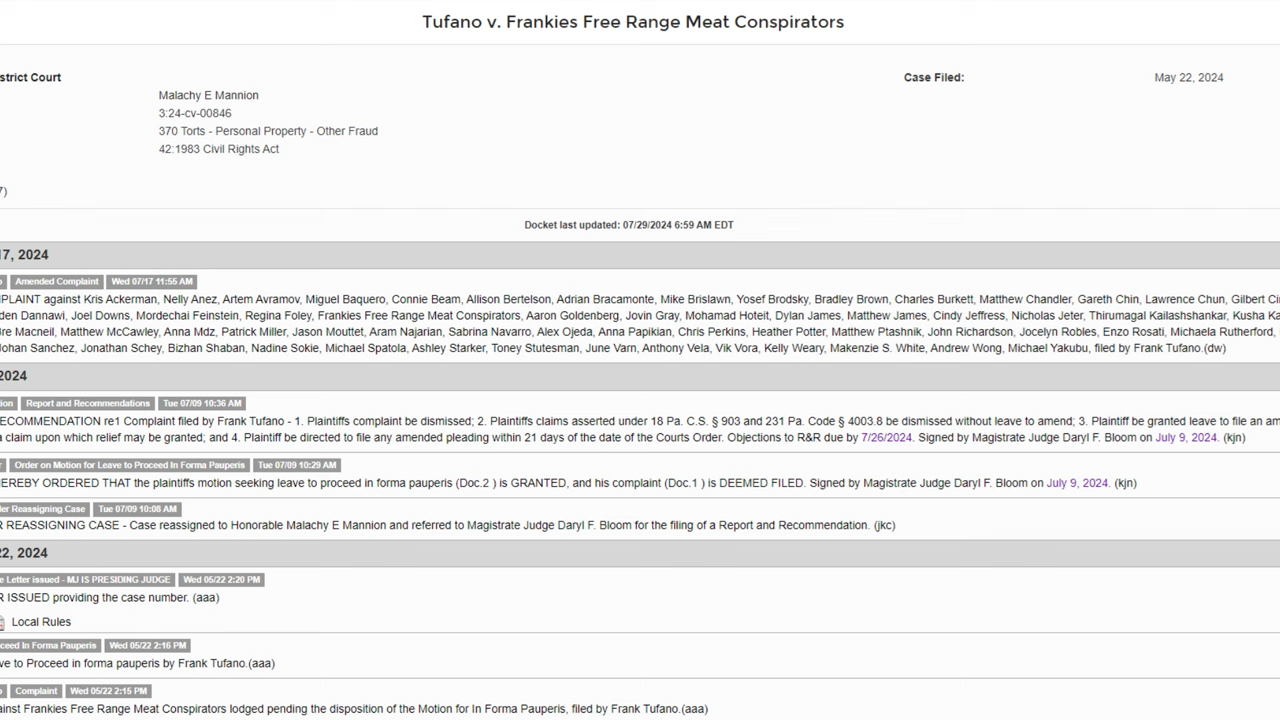 Tufano v. Frankies Free Range Meat Conspirators
strict Court
Case Filed:
May 22, 2024
Malachy E Mannion
3:24-cv-00846
370 Torts - Personal Property - Other Fraud
42:1983 Civil Rights Act
7)
Docket last updated: 07/29/2024 6:59 AM EDT
17, 2024
Amended Complaint Wed 07/17 11:55 AM
PLAINT against Kris Ackerman, Nelly Anez, Artem Avramov, Miguel Baquero, Connie Beam, Allison Bertelson, Adrian Bracamonte, Mike Brislawn, Yosef Brodsky, Bradley Brown, Charles Burkett, Matthew Chandler, Gareth Chin, Lawrence Chun, Gilbert Ci
den Dannawi, Joel Downs, Mordechai Feinstein, Regina Foley, Frankies Free Range Meat Conspirators, Aaron Goldenberg, Jovin Gray, Mohamad Hoteit, Dylan James, Matthew James, Cindy Jeffress, Nicholas Jeter, Thirumagal Kailashshankar, Kusha Ka
re Macneil, Matthew McCawley, Anna Mdz, Patrick Miller, Jason Mouttet, Aram Najarian, Sabrina Navarro, Alex Ojeda, Anna Papikian, Chris Perkins, Heather Potter, Matthew Ptashnik, John Richardson, Jocelyn Robles, Enzo Rosati, Michaela Rutherford,
Johan Sanchez, Jonathan Schey, Bizhan Shaban, Nadine Sokie, Michael Spatola, Ashley Starker, Toney Stutesman, June Varn, Anthony Vela, Vik Vora, Kelly Weary, Makenzie S. White, Andrew Wong, Michael Yakubu, filed by Frank Tufano.(dw)
2024
ion Report and Recommendations Tue 07/09 10:36 AM
ECOMMENDATION re1 Complaint filed by Frank Tufano - 1. Plaintiffs complaint be dismissed; 2. Plaintiffs claims asserted under 18 Pa. C.S. § 903 and 231 Pa. Code § 4003.8 be dismissed without leave to amend; 3. Plaintiff be granted leave to file an am
a claim upon which relief may be granted; and 4. Plaintiff be directed to file any amended pleading within 21 days of the date of the Courts Order. Objections to R&R due by 7/26/2024. Signed by Magistrate Judge Daryl F. Bloom on July 9, 2024. (kjn)
r Order on Motion for Leave to Proceed In Forma Pauperis Tue 07/09 10:29 AM
HEREBY ORDERED THAT the plaintiffs motion seeking leave to proceed in forma pauperis (Doc.2 ) is GRANTED, and his complaint (Doc.1 ) is DEEMED FILED. Signed by Magistrate Judge Daryl F. Bloom on July 9, 2024. (kjn)
der Reassigning Case Tue 07/09 10:08 AM
R REASSIGNING CASE - Case reassigned to Honorable Malachy E Mannion and referred to Magistrate Judge Daryl F. Bloom for the filing of a Report and Recommendation. (jkc)
22, 2024
e Letter issued - MJ IS PRESIDING JUDGE Wed 05/22 2:20 PM
R ISSUED providing the case number. (aaa)
Local Rules
ceed In Forma Pauperis Wed 05/22 2:16 PM
ve to Proceed in forma pauperis by Frank Tufano.(aaa)
Complaint Wed 05/22 2:15 PM
ainst Frankies Free Range Meat Conspirators lodged pending the disposition of the Motion for In Forma Pauperis, filed by Frank Tufano.(aaa)